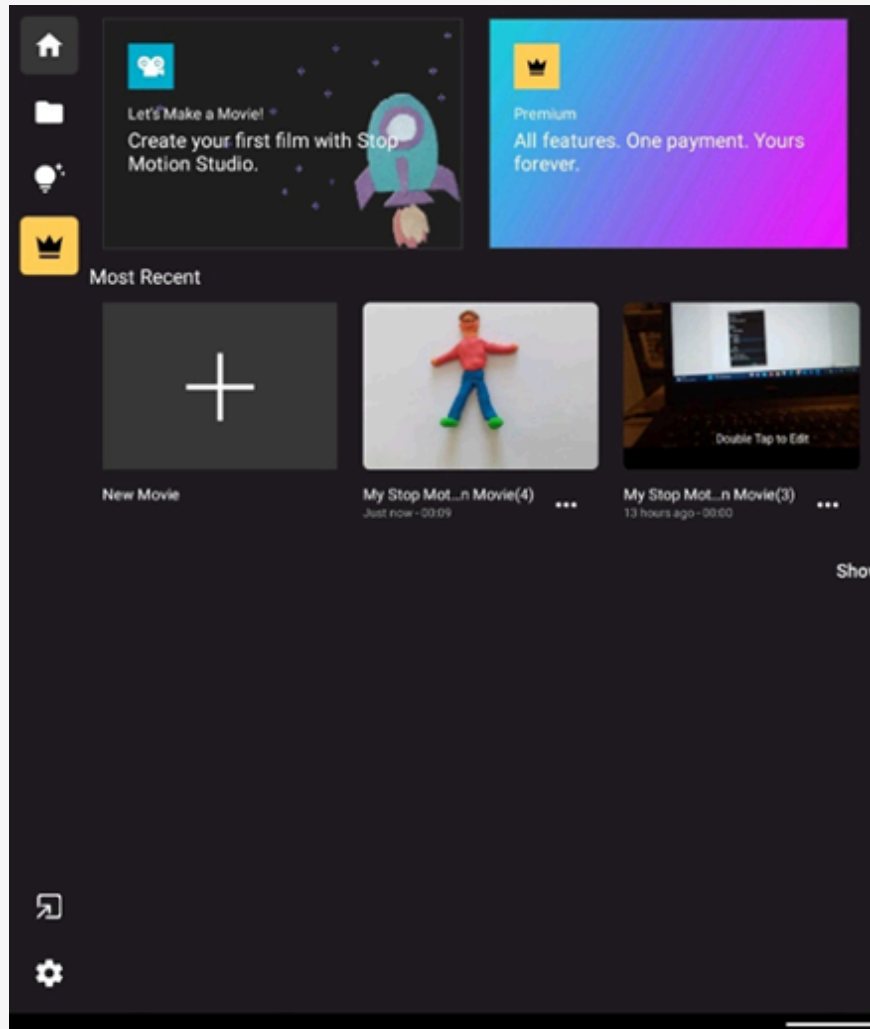 Let's Make a Movie!
Create your first film with Stop
Motion Studio.
Premium
All features. One payment. Yours
forever.
Most Recent
Double Tap to Edit
New Movie
My Stop Mot...n Movie(4)
Just now - 00:09
My Stop Mot...n Movie(3)
13 hours ago - 00:00
Show